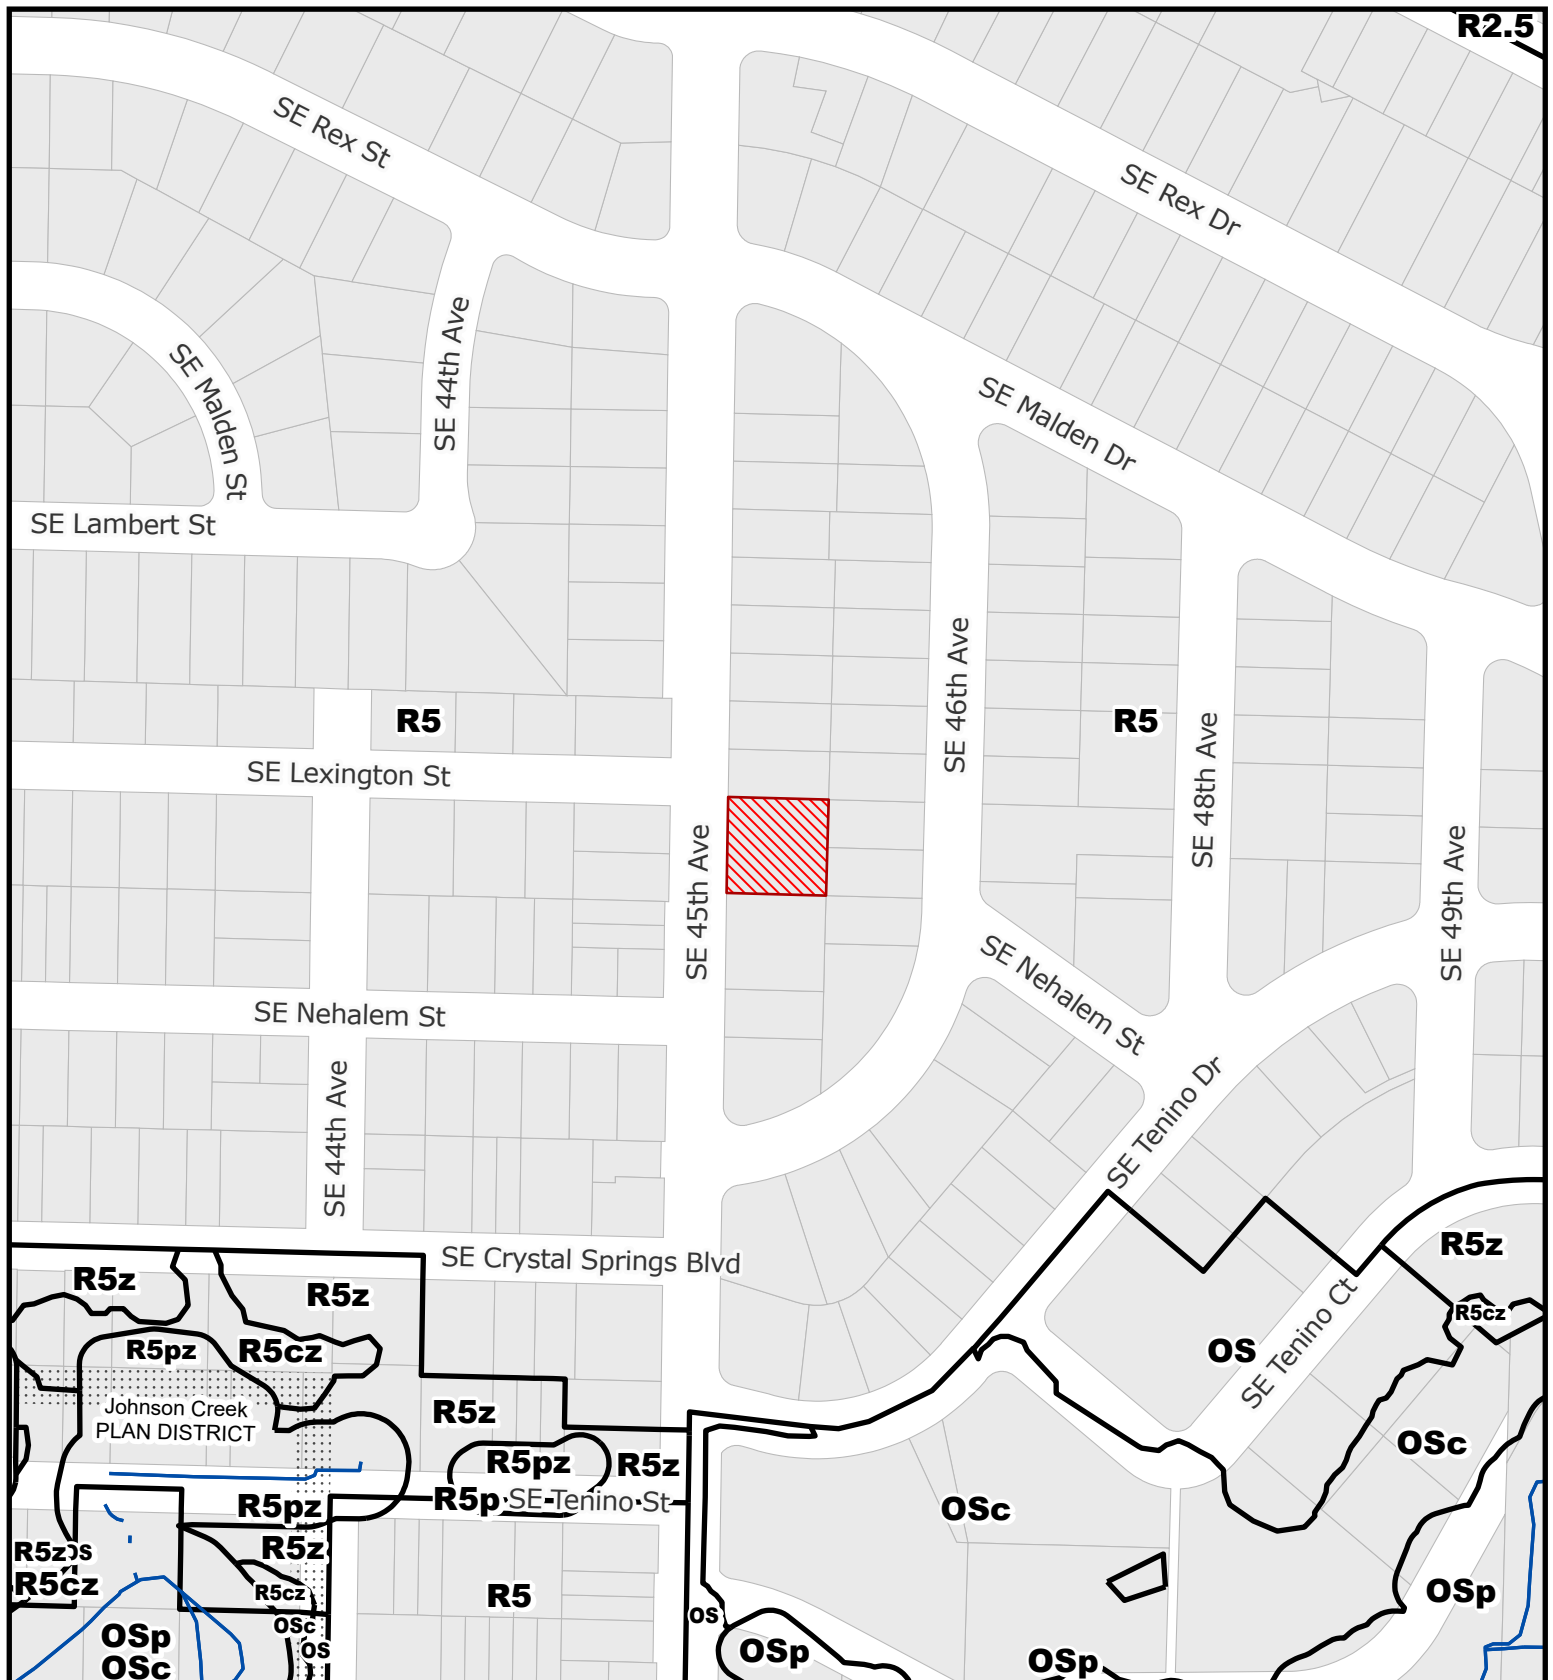 R2.5
SE Rex St
SE Rex Dr
SE 44th Ave
SE Malden St
SE Malden Dr
SE Lambert St
SE 46th Ave
R5
R5
SE Lexington St
SE 48th Ave
SE 45th Ave
SE 49th Ave
SE Nehalem St
SE Nehalem St
SE 44th Ave
SE Tenino Dr
SE Crystal Springs Blvd
R5z
R5z
R5z
R5cz
R5pz
R5cz
OS
SE Tenino Ct
Johnson Creek
PLAN DISTRICT
R5z
OSc
R5pz
R5z
R5pz
R5p
SE Tenino St
OSc
R5z
OS
R5z
R5cz
R5cz
R5
OSp
OS
OSc
OSp
OS
OSp
OSp
OSc